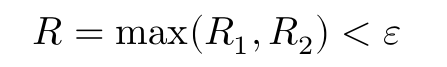 R = max(R₁, R₂) < ε